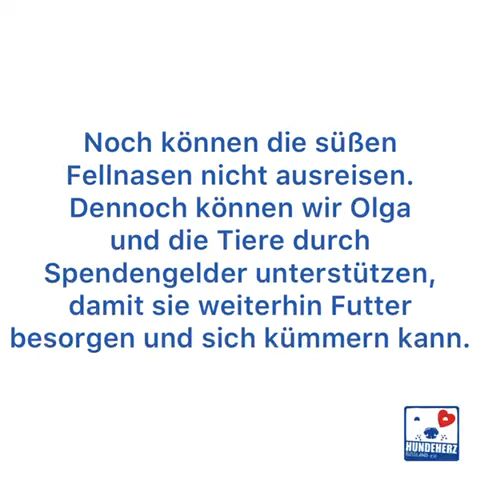 Noch können die süßen
Fellnasen nicht ausreisen.
Dennoch können wir Olga
und die Tiere durch
Spendengelder unterstützen,
damit sie weiterhin Futter
besorgen und sich kümmern kann.
HUNDEHERZ
RUSSLAND e.V.